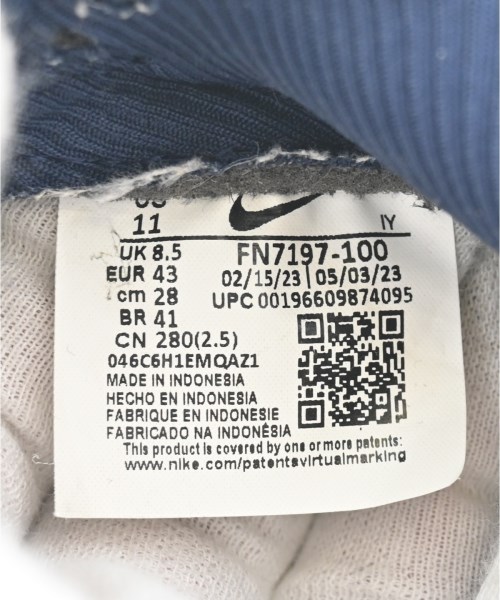 US
11
IY
UK 8.5
EUR 43
cm 28
BR 41
CN 280(2.5)
FN7197-100
02/15/23 | 05/03/23
UPC 00196609874095
046C6H1EMQAZ1
MADE IN INDONESIA
HECHO EN INDONESIA
FABRIQUE EN INDONESIE
FABRICADO NA INDONÉSIA
This product is covered by one or more patents:
www.nike.com/patentsvirtualmarking